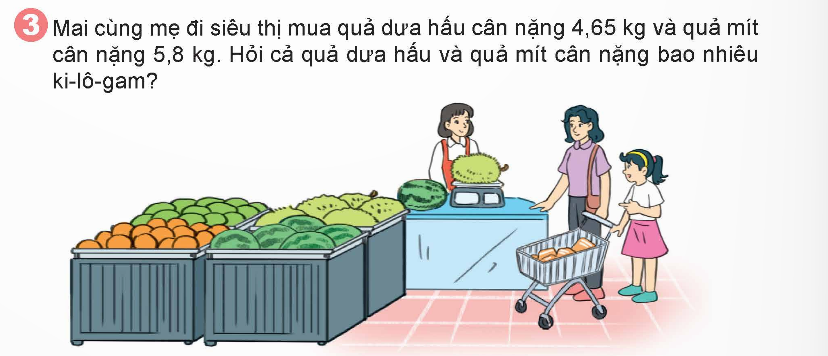 3 Mai cùng mẹ đi siêu thị mua quả dưa hấu cân nặng 4,65 kg và quả mít
cân nặng 5,8 kg. Hỏi cả quả dưa hấu và quả mít cân nặng bao nhiêu
ki-lô-gam?